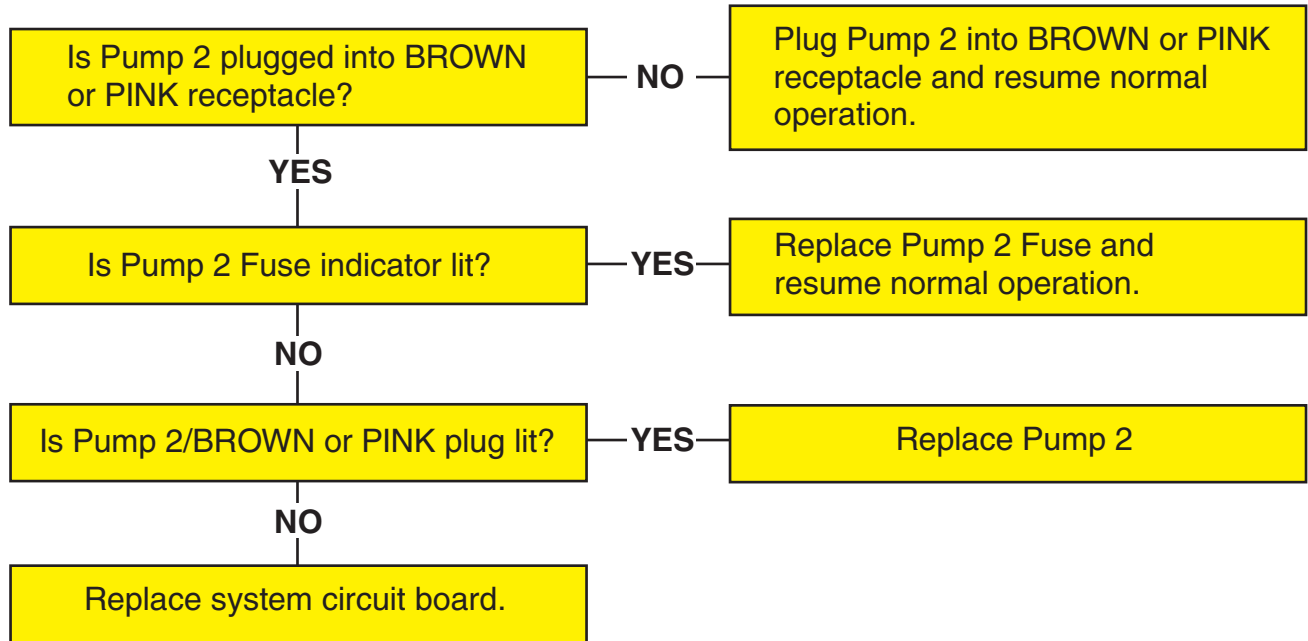 Is Pump 2 plugged into BROWN
or PINK receptacle?
NO
Plug Pump 2 into BROWN or PINK
receptacle and resume normal
operation.
YES
Is Pump 2 Fuse indicator lit?
YES
Replace Pump 2 Fuse and
resume normal operation.
NO
Is Pump 2/BROWN or PINK plug lit?
YES
Replace Pump 2
NO
Replace system circuit board.